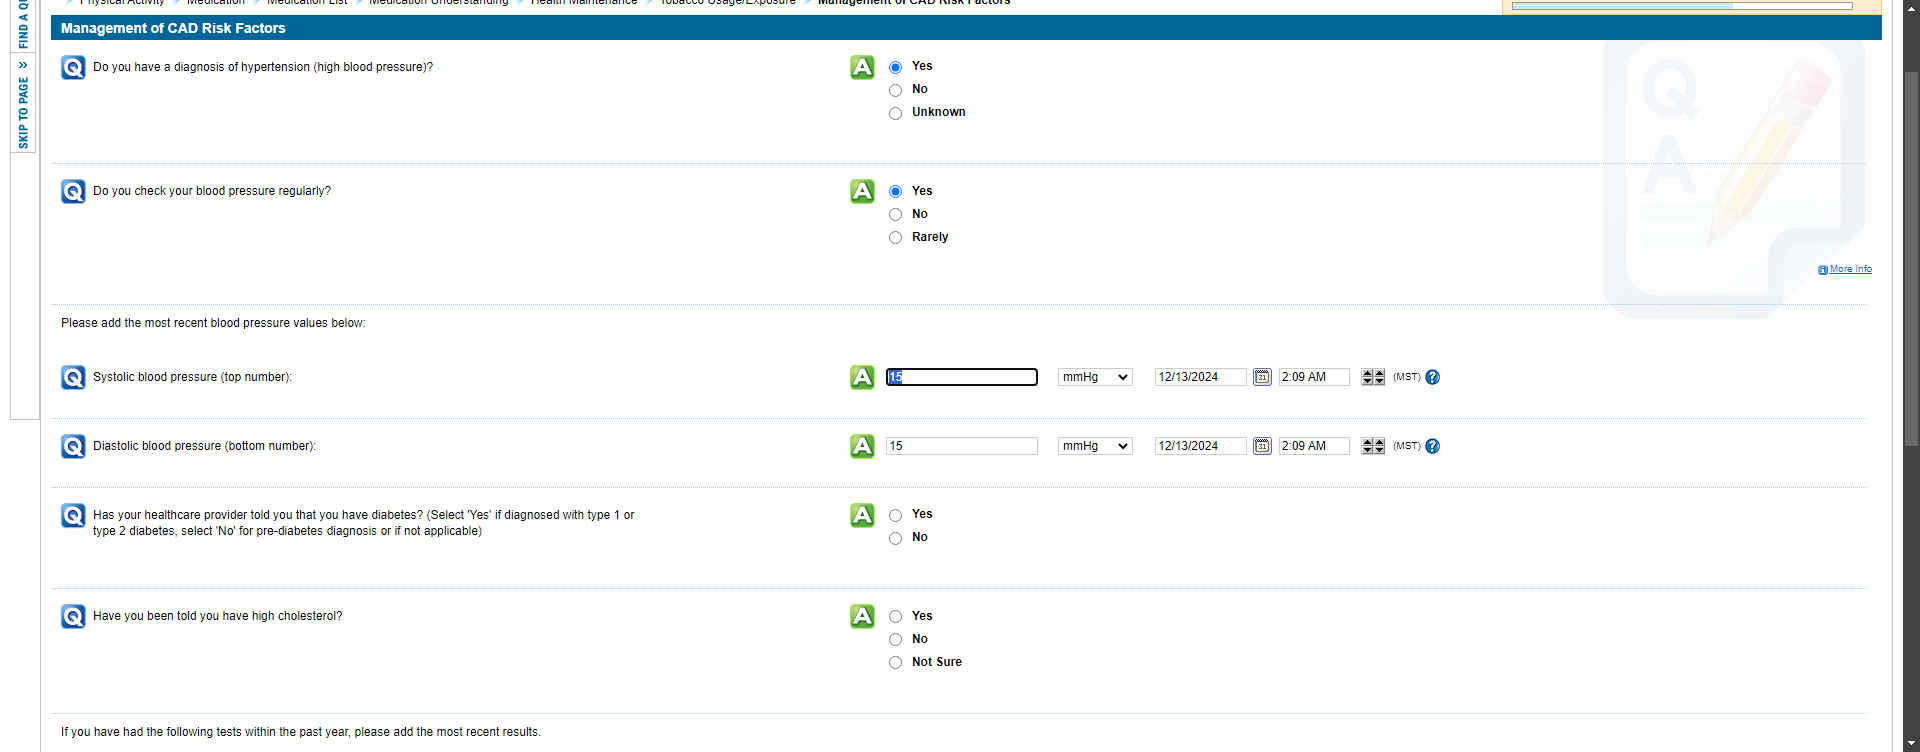 Physical Activity Medication Medication List Medication Understanding Health Maintenance Tobacco Usage/Exposure Management of CAD Risk Factors
FIND A Q
SKIP TO PAGE »
Management of CAD Risk Factors
Q Do you have a diagnosis of hypertension (high blood pressure)? A Yes
No
Unknown
Q Do you check your blood pressure regularly? A Yes
No
Rarely
More Info
Please add the most recent blood pressure values below:
Q Systolic blood pressure (top number): A 15 mmHg 12/13/2024 31 2:09 AM (MST) ?
Q Diastolic blood pressure (bottom number): A 15 mmHg 12/13/2024 31 2:09 AM (MST) ?
Q Has your healthcare provider told you that you have diabetes? (Select 'Yes' if diagnosed with type 1 or A Yes
type 2 diabetes, select 'No' for pre-diabetes diagnosis or if not applicable) No
Q Have you been told you have high cholesterol? A Yes
No
Not Sure
If you have had the following tests within the past year, please add the most recent results.
Q
A